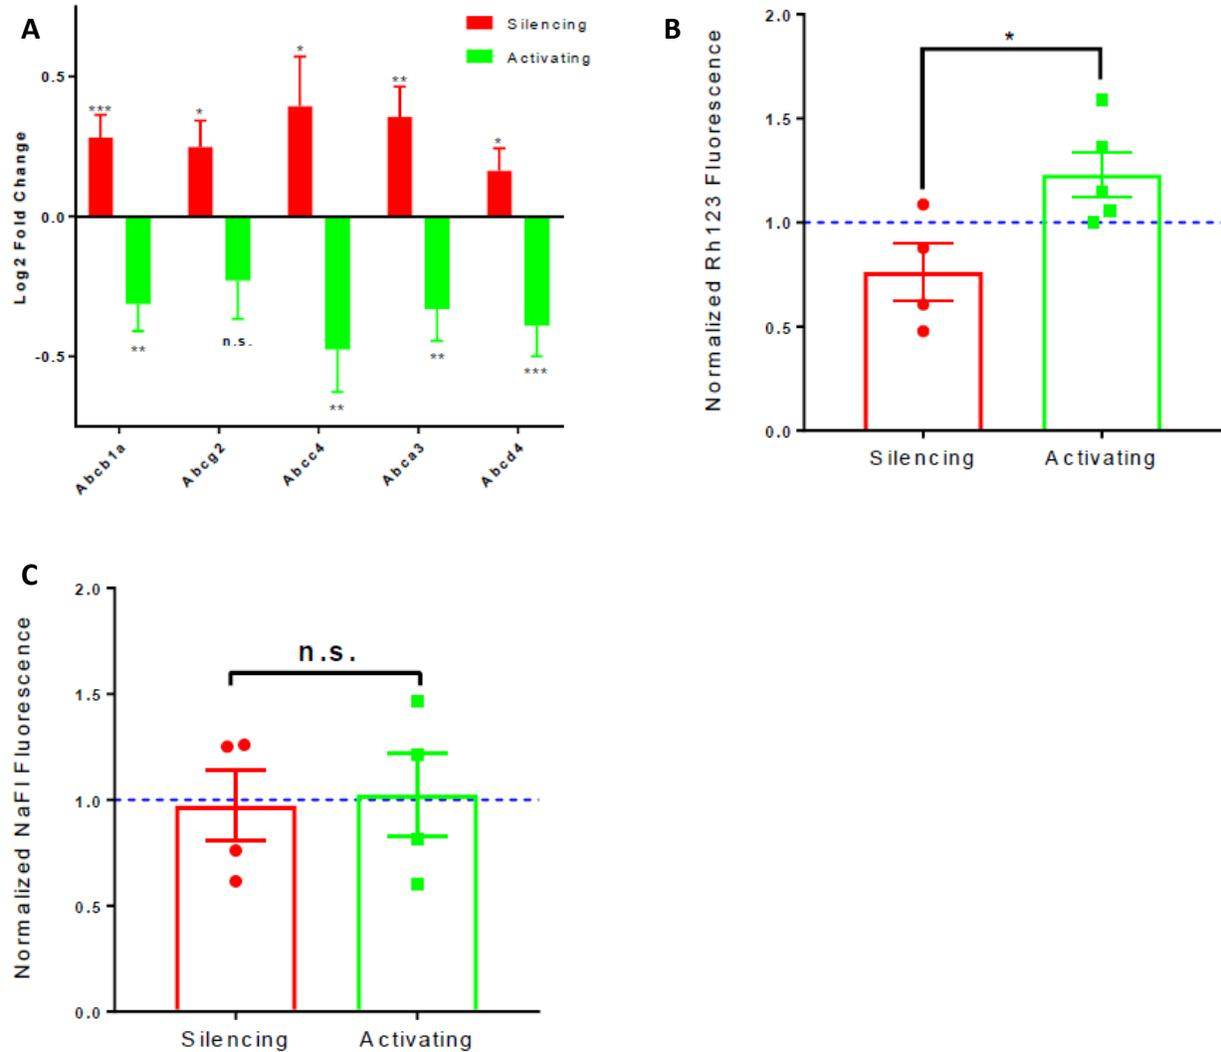 A
Silencing
Activating
Log2 Fold Change
0.5
0.0
-0.5
***
*
*
**
*
**
n.s.
**
**
***
Abcb1a
Abcg2
Abcc4
Abca3
Abcd4
B
Normalized Rh123 Fluorescence
2.0
1.5
1.0
0.5
0.0
*
Silencing
Activating
C
Normalized NaFl Fluorescence
2.0
1.5
1.0
0.5
0.0
n.s.
Silencing
Activating